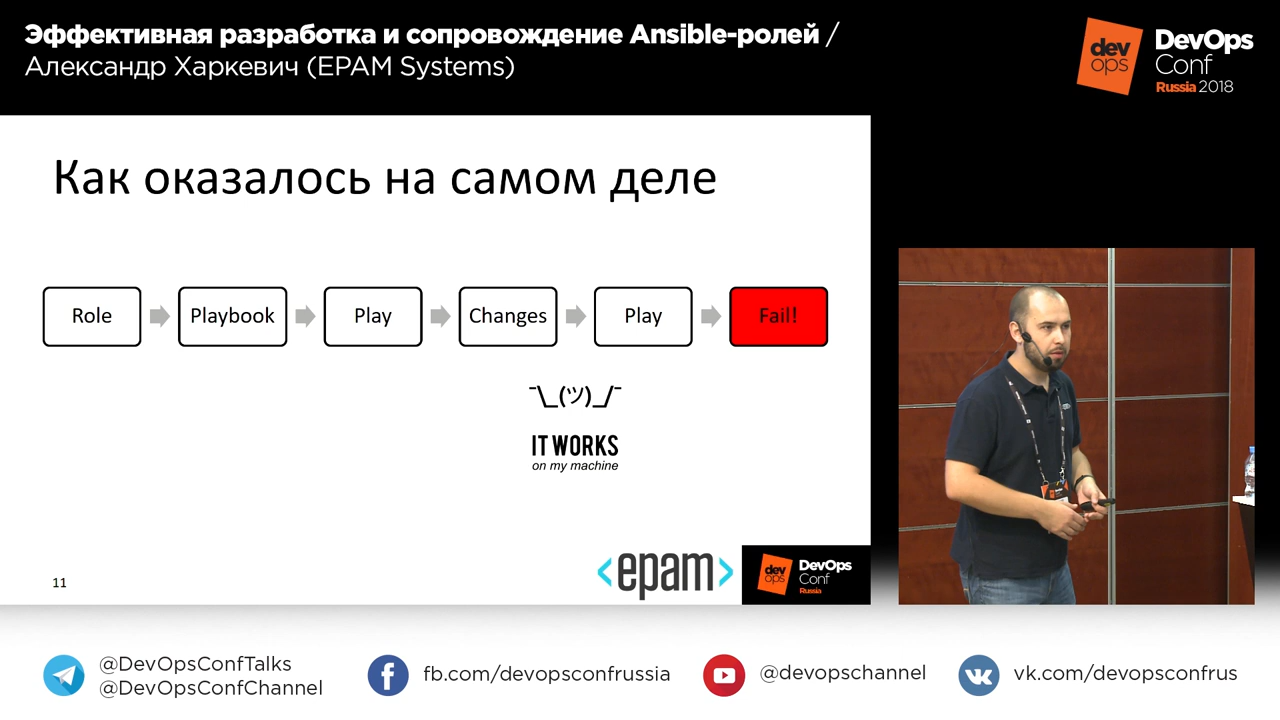 Эффективная разработка и сопровождение Ansible-ролей /
Александр Харкевич (EPAM Systems)
dev
ops
DevOps
Conf
Russia 2018
Как оказалось на самом деле
Role
Playbook
Play
Changes
Play
Fail!
¯\_(ツ)_/¯
IT WORKS
on my machine
11
<epam>
dev
ops
DevOps
Conf
Russia
@DevOpsConfTalks
@DevOpsConfChannel
fb.com/devopsconfrussia
@devopschannel
vk.com/devopsconfrus